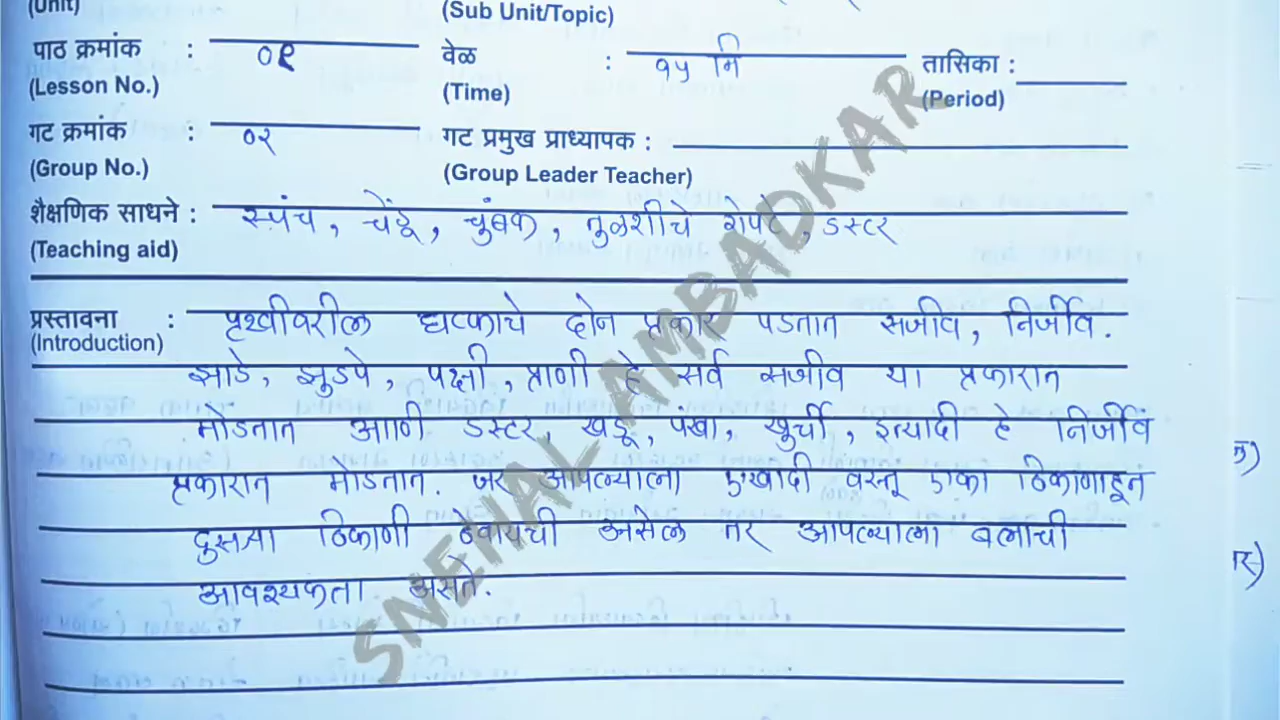 (Unit)
(Sub Unit/Topic)
पाठ क्रमांक : ०१ वेळ : १५ मि तासिका :
(Lesson No.) (Time) (Period)
गट क्रमांक : ०२ गट प्रमुख प्राध्यापक :
(Group No.) (Group Leader Teacher)
शैक्षणिक साधने : स्पंच, चेंडू, चुंबक, तुळशीचे रोपटे, डस्टर
(Teaching aid)
प्रस्तावना : पृथ्वीवरील घटकाचे दोन प्रकार पडतात सजीव, निर्जीव.
(Introduction)
झाडे, झुडपे, पक्षी, प्राणी हे सर्व सजीव या प्रकारात
मोडतात आणि डस्टर, खडू, पंखा, खुर्ची, इत्यादी हे निर्जीव
प्रकारात मोडतात. जर आपल्याला एखादी वस्तू एका ठिकाणाहून
दुसऱ्या ठिकाणी ठेवायची असेल तर आपल्याला बलाची
आवश्यकता असते.
SNEHAL AMBADKAR